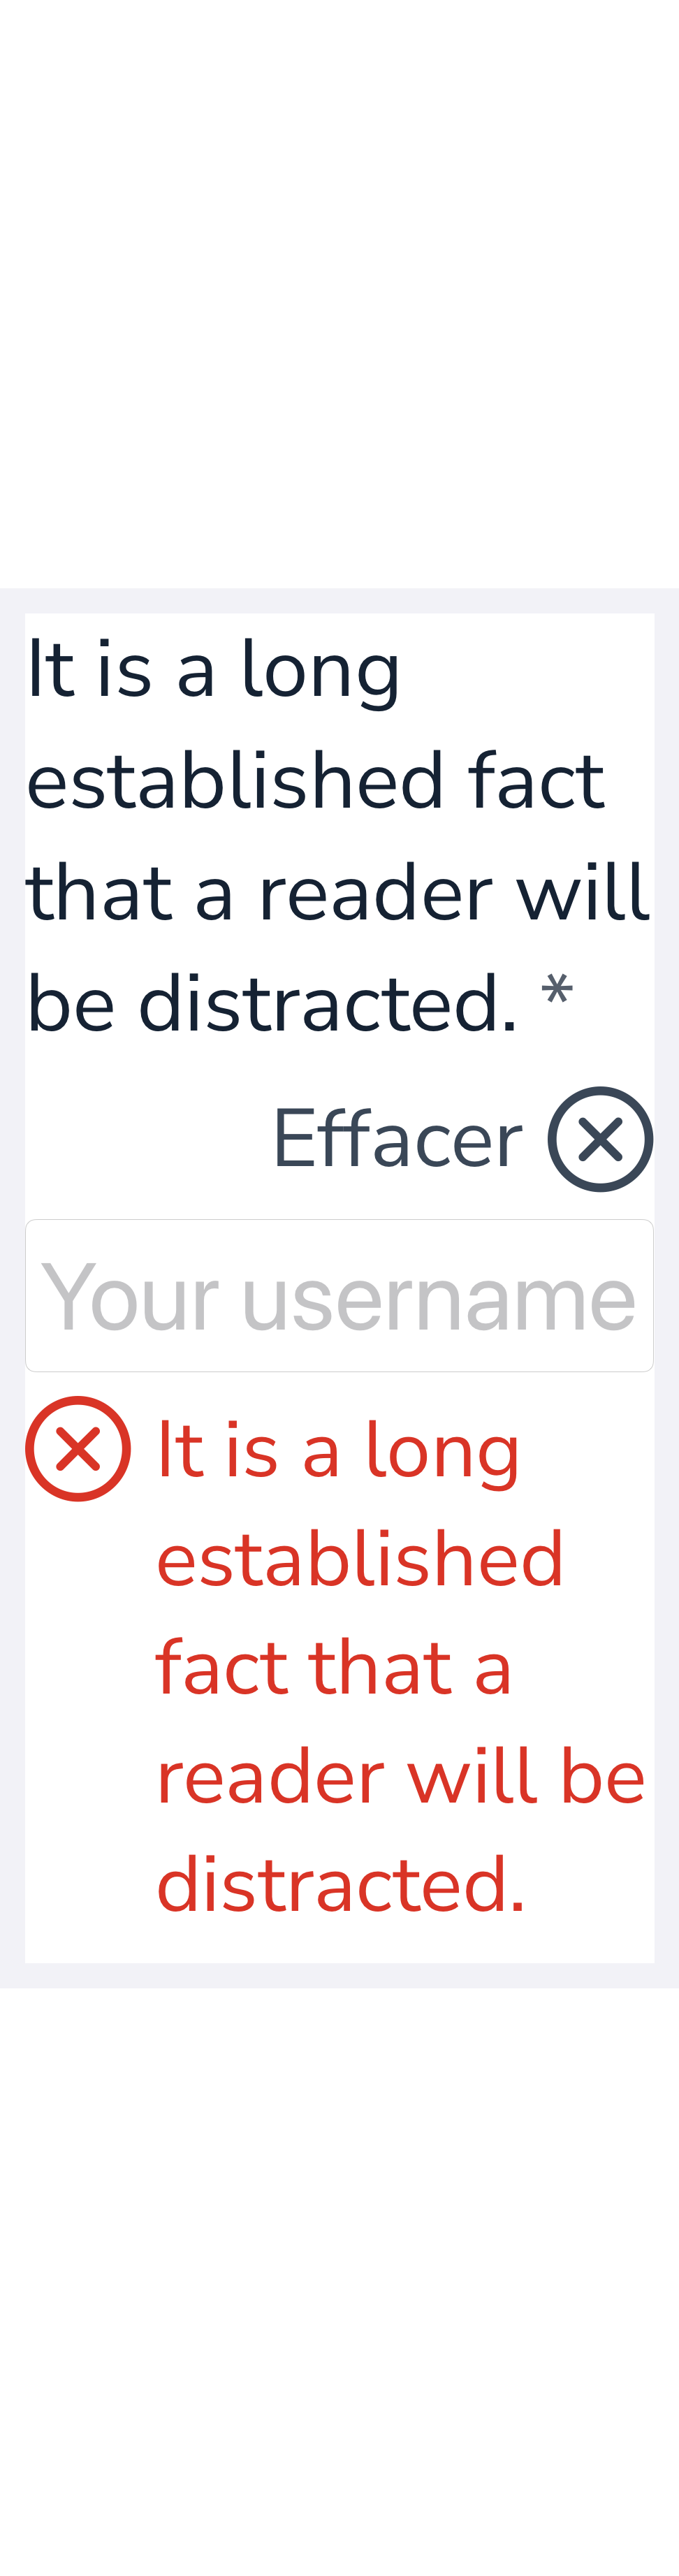 It is a long
established fact
that a reader will
be distracted. *
Effacer
Your username
It is a long
established
fact that a
reader will be
distracted.